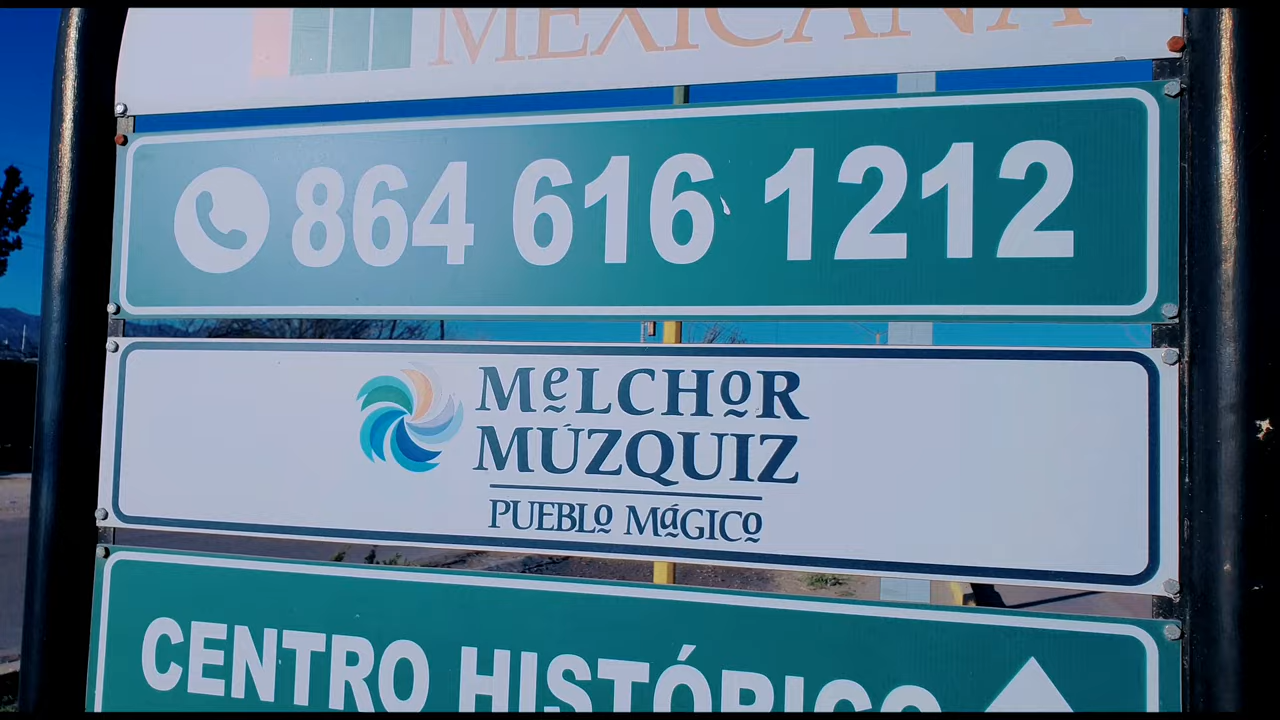 MEXICANA
864 616 1212
MeLCHoR
MÚZQUIZ
PUEBLo MáGICo
CENTRO HISTÓRICO